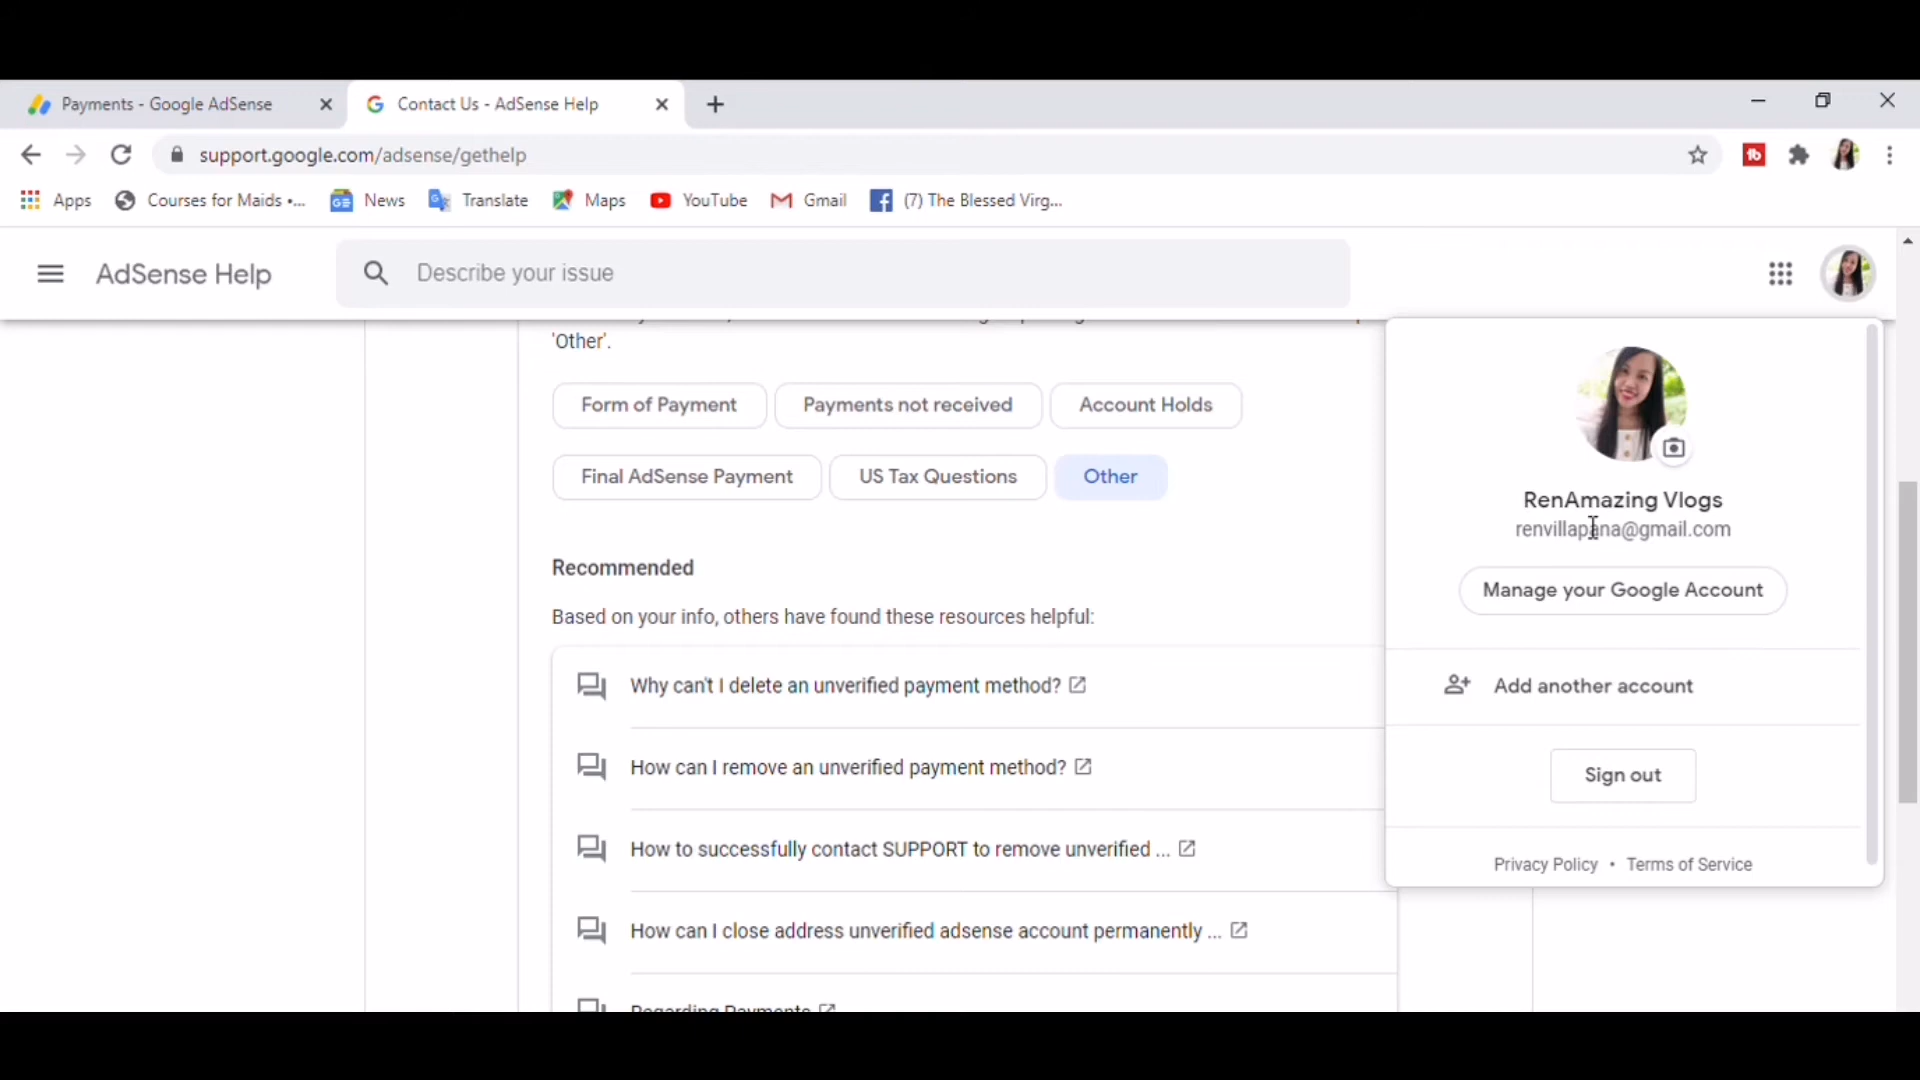 Payments - Google AdSense
Contact Us - AdSense Help
support.google.com/adsense/gethelp
Apps
Courses for Maids •...
News
Translate
Maps
YouTube
Gmail
(7) The Blessed Virg...
AdSense Help
Describe your issue
'Other'.
Form of Payment
Payments not received
Account Holds
Final AdSense Payment
US Tax Questions
Other
Recommended
Based on your info, others have found these resources helpful:
Why can't I delete an unverified payment method?
How can I remove an unverified payment method?
How to successfully contact SUPPORT to remove unverified ...
How can I close address unverified adsense account permanently ...
Regarding Payments
RenAmazing Vlogs
renvillapana@gmail.com
Manage your Google Account
Add another account
Sign out
Privacy Policy • Terms of Service